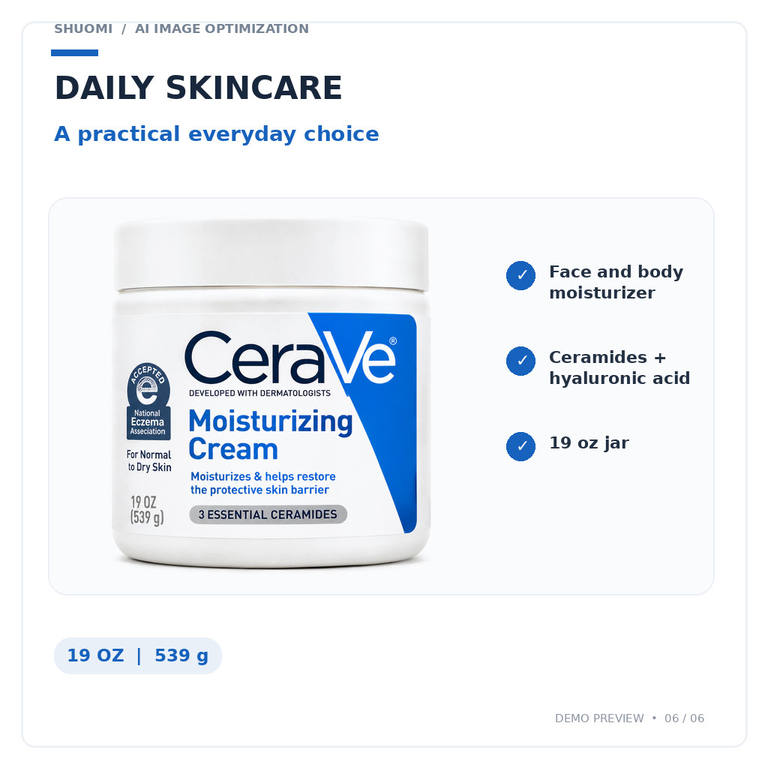 SHUOMI / AI IMAGE OPTIMIZATION
DAILY SKINCARE
A practical everyday choice
CeraVe®
DEVELOPED WITH DERMATOLOGISTS
Moisturizing
Cream
Moisturizes & helps restore
the protective skin barrier
3 ESSENTIAL CERAMIDES
ACCEPTED
e
National
Eczema
Association
For Normal
to Dry Skin
19 OZ
(539 g)
✓ Face and body
moisturizer
✓ Ceramides +
hyaluronic acid
✓ 19 oz jar
19 OZ | 539 g
DEMO PREVIEW • 06 / 06